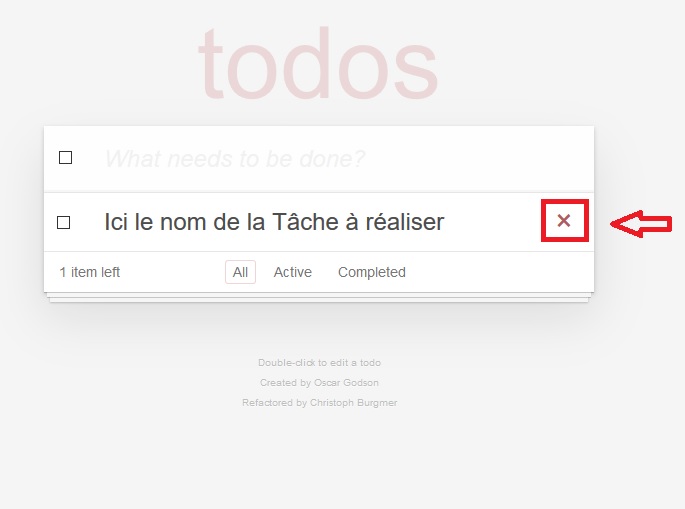 todos
What needs to be done?
Ici le nom de la Tâche à réaliser
×
1 item left All Active Completed
Double-click to edit a todo
Created by Oscar Godson
Refactored by Christoph Burgmer